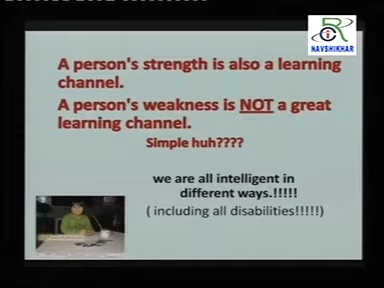 R
NAVSHIKHAR
A person's strength is also a learning
channel.
A person's weakness is NOT a great
learning channel.
Simple huh????
we are all intelligent in
different ways.!!!!!
( including all disabilities!!!!!)